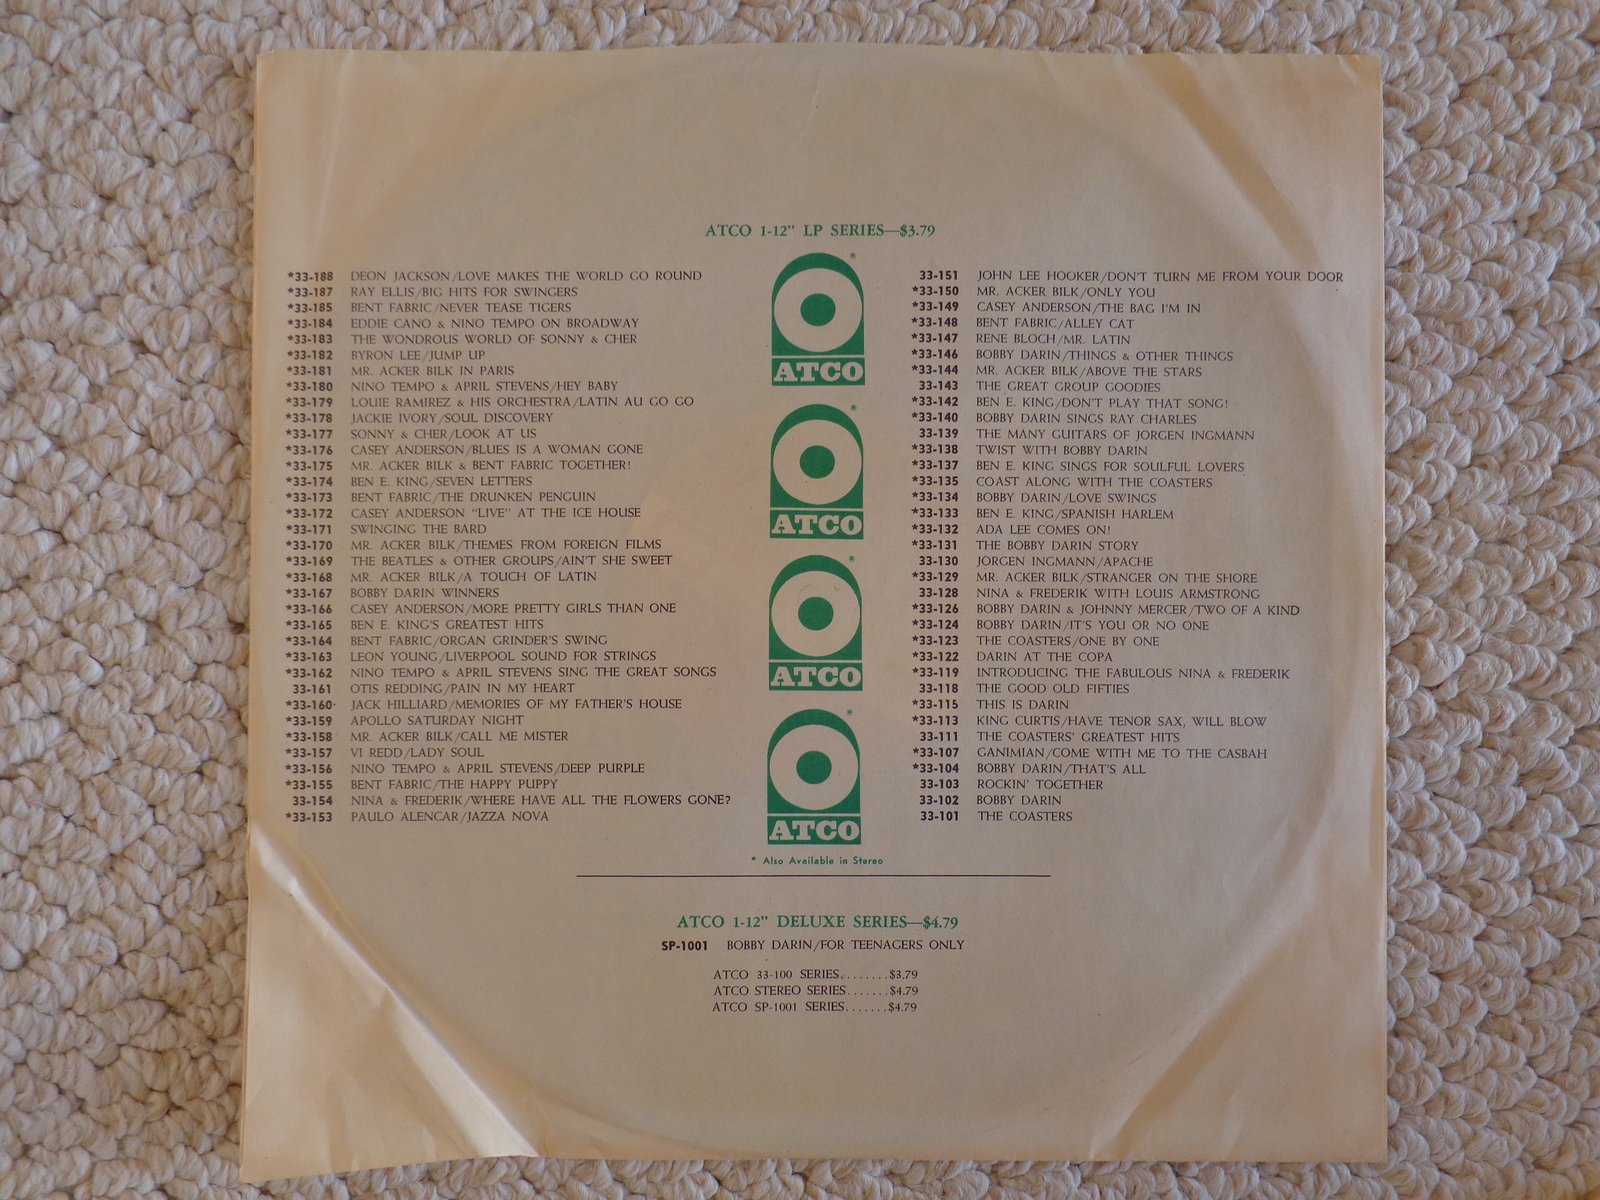 ATCO 1-12" LP SERIES—$3.79
*33-188 DEON JACKSON/LOVE MAKES THE WORLD GO ROUND
*33-187 RAY ELLIS/BIG HITS FOR SWINGERS
*33-185 BENT FABRIC/NEVER TEASE TIGERS
*33-184 EDDIE CANO & NINO TEMPO ON BROADWAY
*33-183 THE WONDROUS WORLD OF SONNY & CHER
*33-182 BYRON LEE/JUMP UP
*33-181 MR. ACKER BILK IN PARIS
*33-180 NINO TEMPO & APRIL STEVENS/HEY BABY
*33-179 LOUIE RAMIREZ & HIS ORCHESTRA/LATIN AU GO GO
*33-178 JACKIE IVORY/SOUL DISCOVERY
*33-177 SONNY & CHER/LOOK AT US
*33-176 CASEY ANDERSON/BLUES IS A WOMAN GONE
*33-175 MR. ACKER BILK & BENT FABRIC TOGETHER!
*33-174 BEN E. KING/SEVEN LETTERS
*33-173 BENT FABRIC/THE DRUNKEN PENGUIN
*33-172 CASEY ANDERSON "LIVE" AT THE ICE HOUSE
*33-171 SWINGING THE BARD
*33-170 MR. ACKER BILK/THEMES FROM FOREIGN FILMS
*33-169 THE BEATLES & OTHER GROUPS/AIN'T SHE SWEET
*33-168 MR. ACKER BILK/A TOUCH OF LATIN
*33-167 BOBBY DARIN WINNERS
*33-166 CASEY ANDERSON/MORE PRETTY GIRLS THAN ONE
*33-165 BEN E. KING'S GREATEST HITS
*33-164 BENT FABRIC/ORGAN GRINDER'S SWING
*33-163 LEON YOUNG/LIVERPOOL SOUND FOR STRINGS
*33-162 NINO TEMPO & APRIL STEVENS SING THE GREAT SONGS
33-161 OTIS REDDING/PAIN IN MY HEART
*33-160 JACK HILLIARD/MEMORIES OF MY FATHER'S HOUSE
*33-159 APOLLO SATURDAY NIGHT
*33-158 MR. ACKER BILK/CALL ME MISTER
*33-157 VI REDD/LADY SOUL
*33-156 NINO TEMPO & APRIL STEVENS/DEEP PURPLE
*33-155 BENT FABRIC/THE HAPPY PUPPY
33-154 NINA & FREDERIK/WHERE HAVE ALL THE FLOWERS GONE?
*33-153 PAULO ALENCAR/JAZZA NOVA
ATCO
ATCO
ATCO
ATCO
33-151 JOHN LEE HOOKER/DON'T TURN ME FROM YOUR DOOR
*33-150 MR. ACKER BILK/ONLY YOU
*33-149 CASEY ANDERSON/THE BAG I'M IN
*33-148 BENT FABRIC/ALLEY CAT
*33-147 RENE BLOCH/MR. LATIN
*33-146 BOBBY DARIN/THINGS & OTHER THINGS
*33-144 MR. ACKER BILK/ABOVE THE STARS
33-143 THE GREAT GROUP GOODIES
*33-142 BEN E. KING/DON'T PLAY THAT SONG!
*33-140 BOBBY DARIN SINGS RAY CHARLES
33-139 THE MANY GUITARS OF JORGEN INGMANN
*33-138 TWIST WITH BOBBY DARIN
*33-137 BEN E. KING SINGS FOR SOULFUL LOVERS
*33-135 COAST ALONG WITH THE COASTERS
*33-134 BOBBY DARIN/LOVE SWINGS
*33-133 BEN E. KING/SPANISH HARLEM
*33-132 ADA LEE COMES ON!
*33-131 THE BOBBY DARIN STORY
33-130 JORGEN INGMANN/APACHE
*33-129 MR. ACKER BILK/STRANGER ON THE SHORE
33-128 NINA & FREDERIK WITH LOUIS ARMSTRONG
*33-126 BOBBY DARIN & JOHNNY MERCER/TWO OF A KIND
*33-124 BOBBY DARIN/IT'S YOU OR NO ONE
*33-123 THE COASTERS/ONE BY ONE
*33-122 DARIN AT THE COPA
*33-119 INTRODUCING THE FABULOUS NINA & FREDERIK
33-118 THE GOOD OLD FIFTIES
*33-115 THIS IS DARIN
*33-113 KING CURTIS/HAVE TENOR SAX, WILL BLOW
33-111 THE COASTERS' GREATEST HITS
*33-107 GANIMIAN/COME WITH ME TO THE CASBAH
*33-104 BOBBY DARIN/THAT'S ALL
33-103 ROCKIN' TOGETHER
33-102 BOBBY DARIN
33-101 THE COASTERS
* Also Available in Stereo
ATCO 1-12" DELUXE SERIES—$4.79
SP-1001 BOBBY DARIN/FOR TEENAGERS ONLY
ATCO 33-100 SERIES........$3.79
ATCO STEREO SERIES.......$4.79
ATCO SP-1001 SERIES.......$4.79